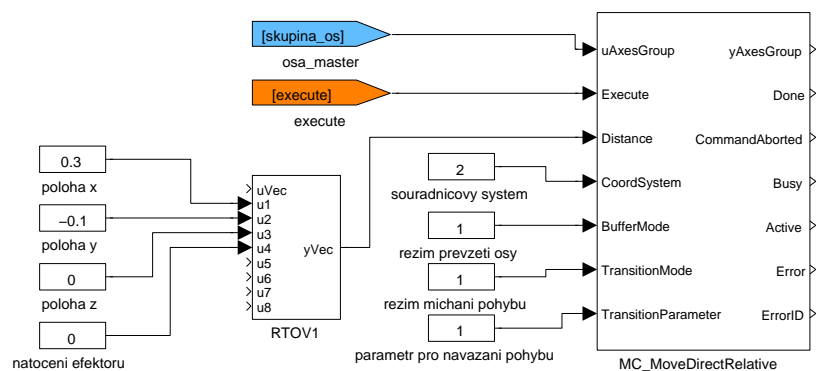 [skupina_os]
osa_master
[execute]
execute
0.3
poloha x
−0.1
poloha y
0
poloha z
0
natoceni efektoru
uVec
u1
u2
u3
u4
u5
u6
u7
u8
yVec
RTOV1
2
souradnicovy system
1
rezim prevzeti osy
1
rezim michani pohybu
1
parametr pro navazani pohybu
uAxesGroup
yAxesGroup
Execute
Done
Distance
CommandAborted
CoordSystem
Busy
BufferMode
Active
TransitionMode
Error
TransitionParameter
ErrorID
MC_MoveDirectRelative